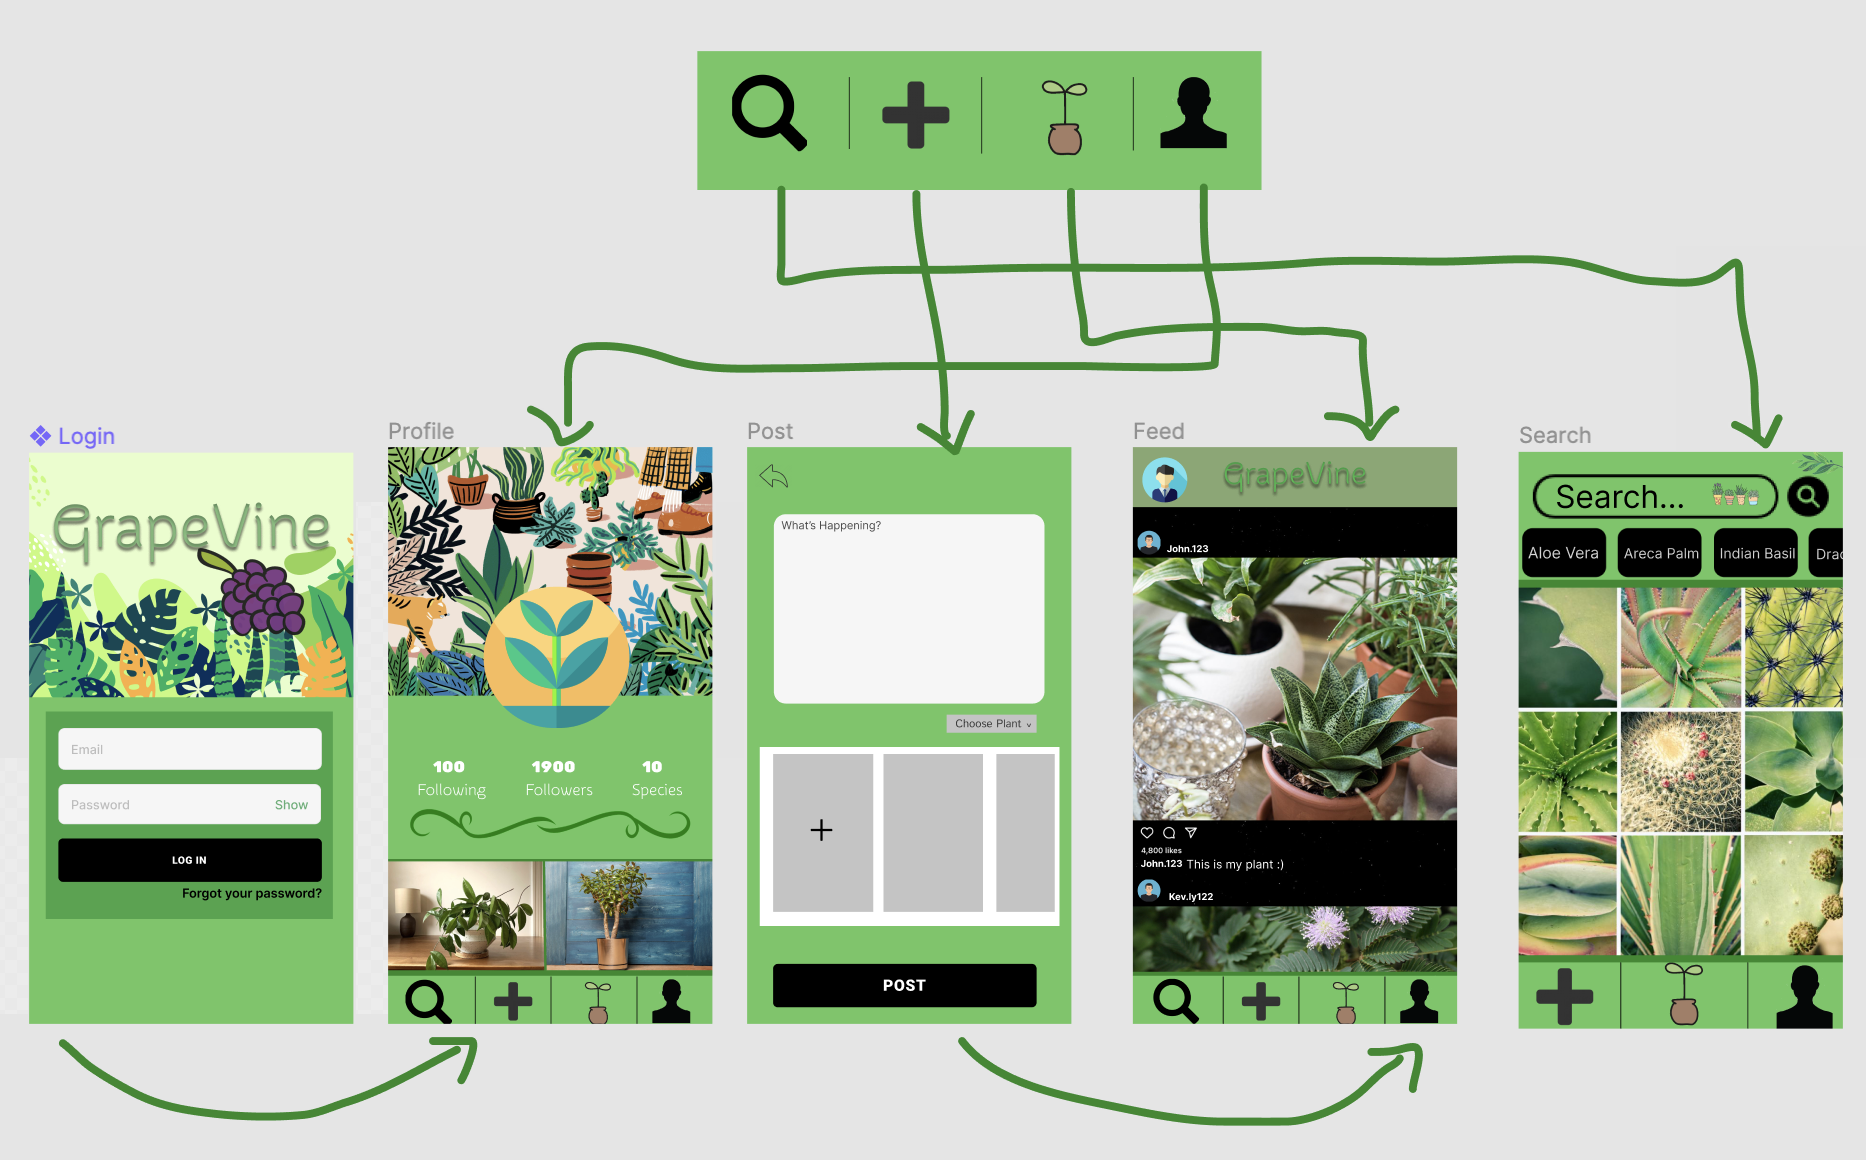 Login
GrapeVine
Email
Password
Show
LOG IN
Forgot your password?
Profile
100
1900
10
Following
Followers
Species
Post
What's Happening?
Choose Plant
POST
Feed
GrapeVine
John.123
4,800 likes
John.123 This is my plant :)
Kev.ly122
Search
Search...
Aloe Vera
Areca Palm
Indian Basil
Drac